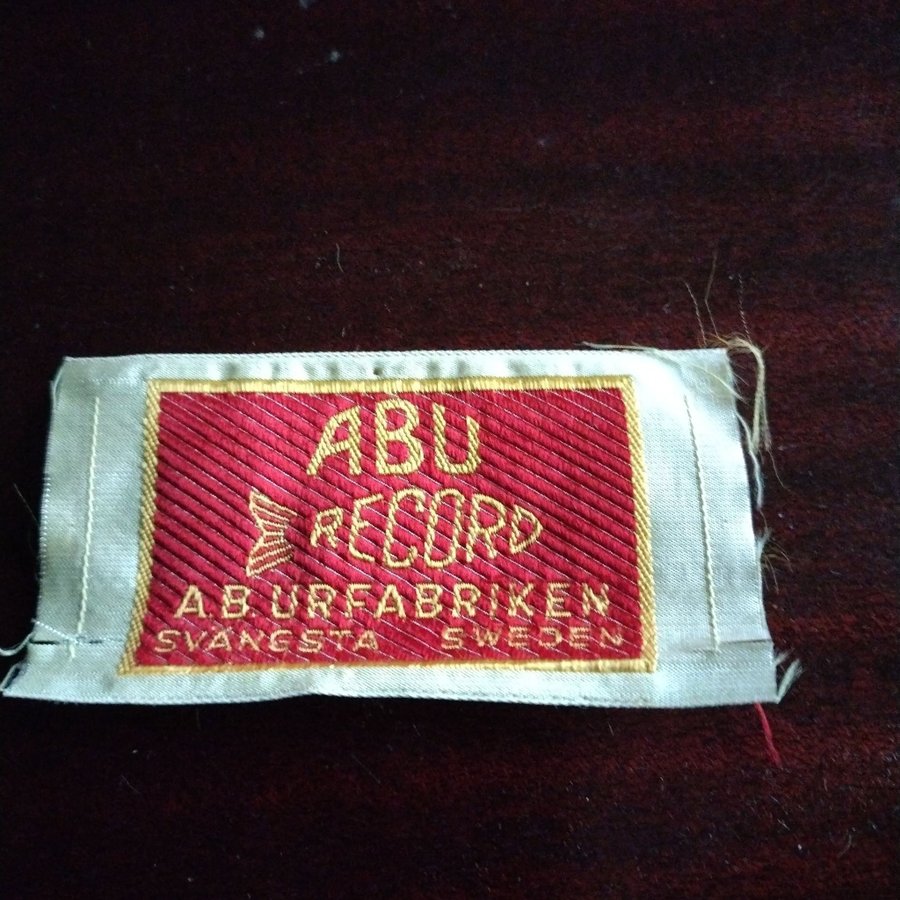 ABU
RECORD
A.B. URFABRIKEN
SVÄNGSTA SWEDEN